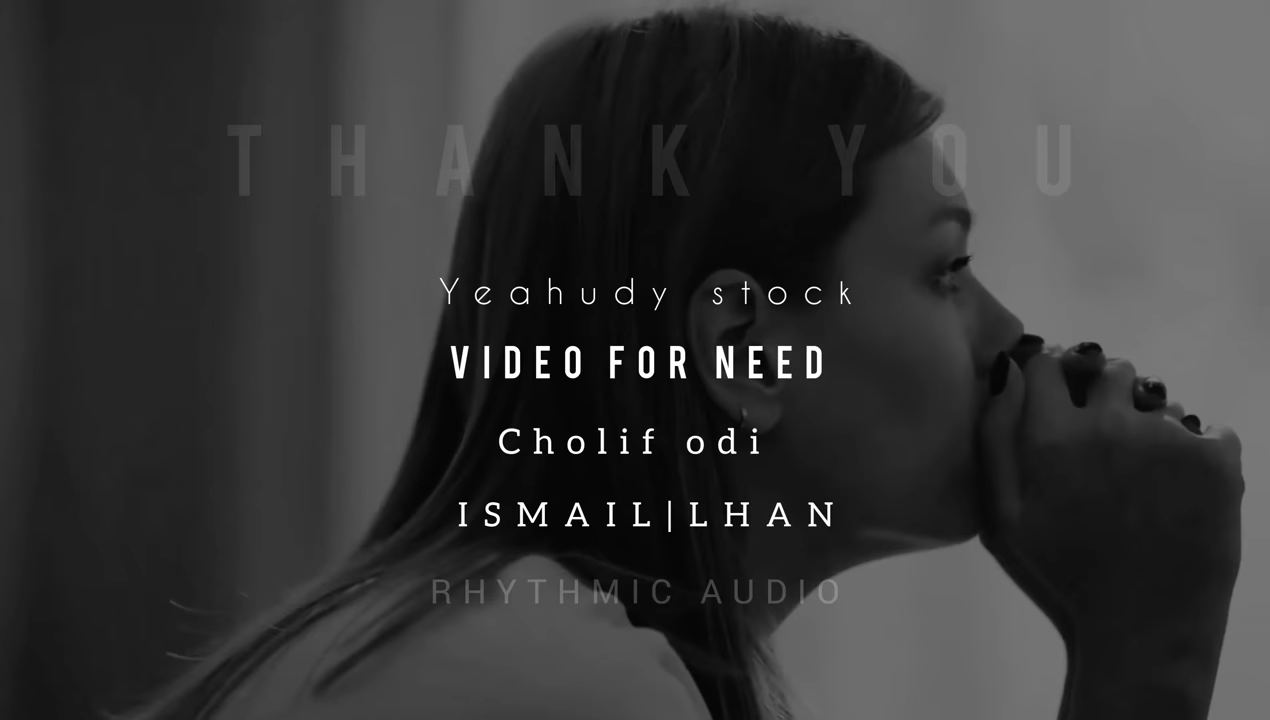 THANK YOU
Yeahudy stock
VIDEO FOR NEED
Cholif odi
ISMAIL|LHAN
RHYTHMIC AUDIO